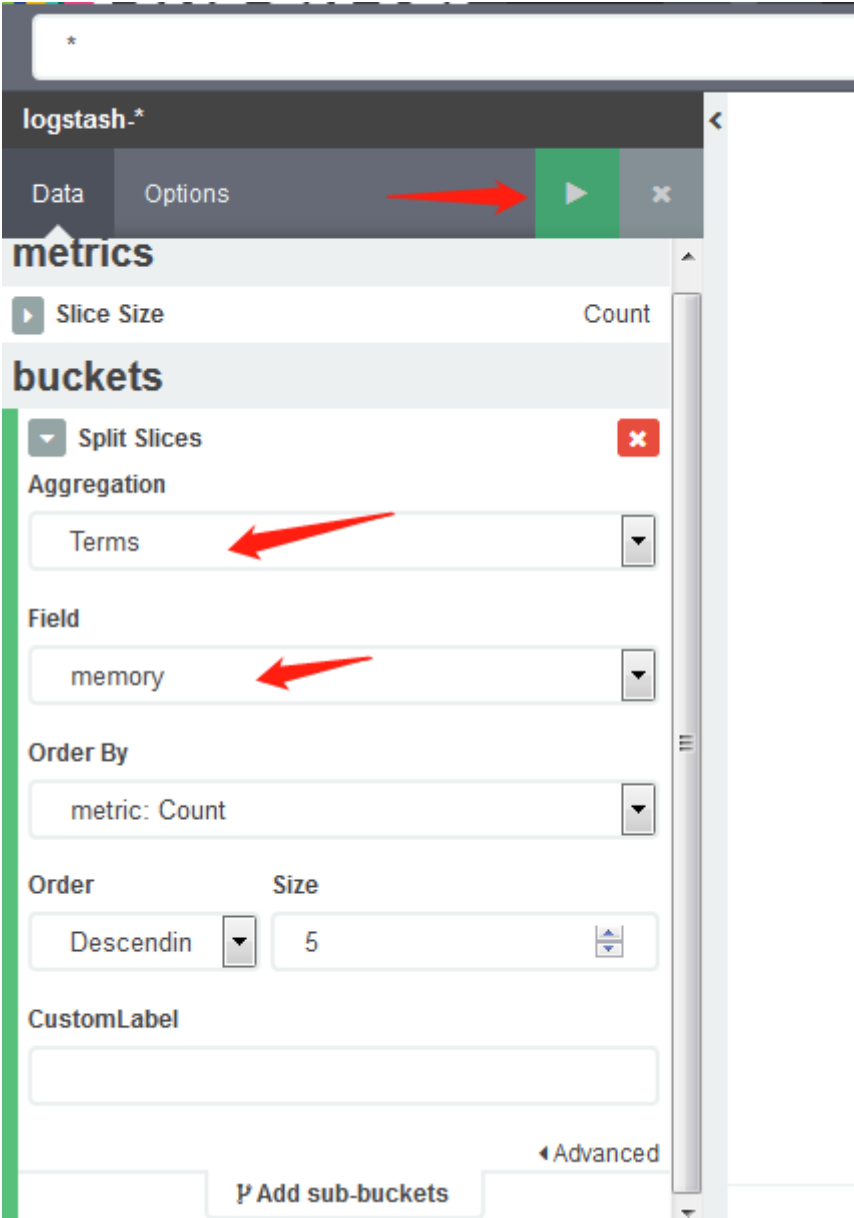 *
logstash-*
Data Options
metrics
Slice Size Count
buckets
Split Slices
Aggregation
Terms
Field
memory
Order By
metric: Count
Order Size
Descendin 5
CustomLabel
Advanced
Add sub-buckets